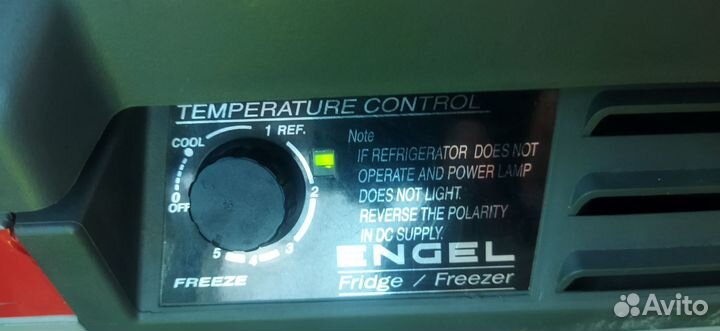 TEMPERATURE CONTROL
COOL
1 REF.
0
OFF
2
3
4
5
FREEZE
Note
IF REFRIGERATOR DOES NOT
OPERATE AND POWER LAMP
DOES NOT LIGHT.
REVERSE THE POLARITY
IN DC SUPPLY.
ENGEL
Fridge / Freezer
Avito